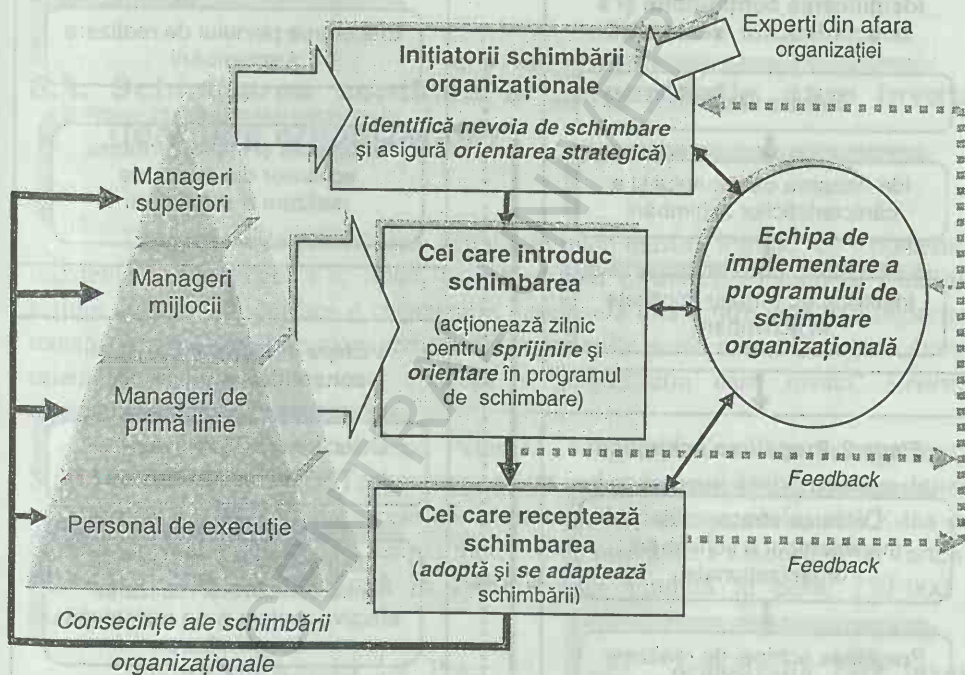 Experți din afara
organizației
Inițiatorii schimbării
organizaționale
(identifică nevoia de schimbare
și asigură orientarea strategică)
Manageri
superiori
Manageri
mijlocii
Manageri de
primă linie
Personal de execuție
Cei care introduc
schimbarea
(acționează zilnic
pentru sprijinire și
orientare în programul
de schimbare)
Echipa de
implementare a
programului de
schimbare
organizațională
Feedback
Cei care receptează
schimbarea
(adoptă și se adaptează
schimbării)
Feedback
Consecințe ale schimbării
organizaționale